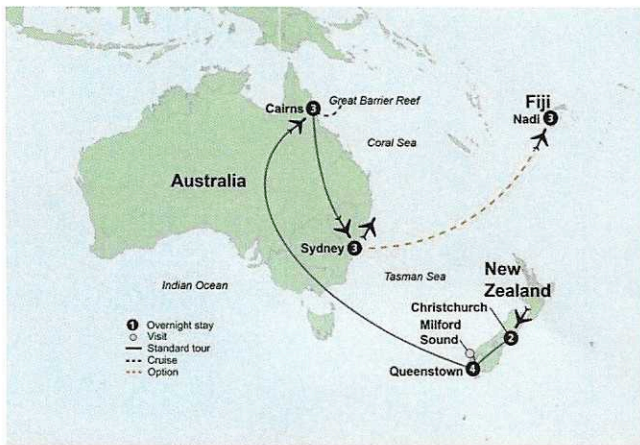 Fiji
Nadi 3
Cairns 3
Great Barrier Reef
Coral Sea
Australia
Sydney 3
Tasman Sea
Indian Ocean
New
Zealand
Christchurch
2
Milford
Sound
Queenstown 4
1 Overnight stay
Visit
Standard tour
Cruise
Option